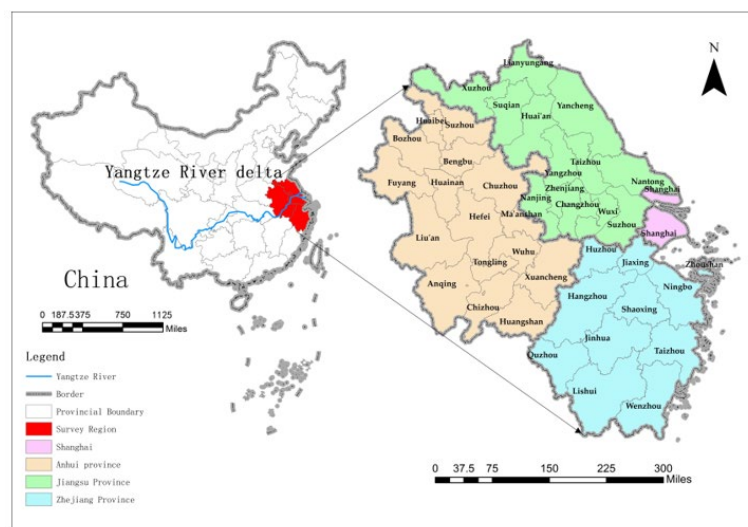 Yangtze River delta
China
0 187.5 375 750 1125
Miles
Legend
Yangtze River
Border
Provincial Boundary
Survey Region
Shanghai
Anhui province
Jiangsu Province
Zhejiang Province
N
Lianyungang
Xuzhou
Suqian
Yancheng
Huai'an
Huaibei
Suzhou
Bozhou
Bengbu
Taizhou
Fuyang
Huainan
Chuzhou
Yangzhou
Zhenjiang
Nantong
Nanjing
Shanghai
Changzhou
Hefei
Ma'anshan
Wuxi
Suzhou
Liu'an
Shanghai
Wuhu
Huzhou
Tongling
Jiaxing
Zhoushan
Xuancheng
Anqing
Hangzhou
Ningbo
Chizhou
Shaoxing
Huangshan
Jinhua
Quzhou
Taizhou
Lishui
Wenzhou
0 37.5 75 150 225 300
Miles